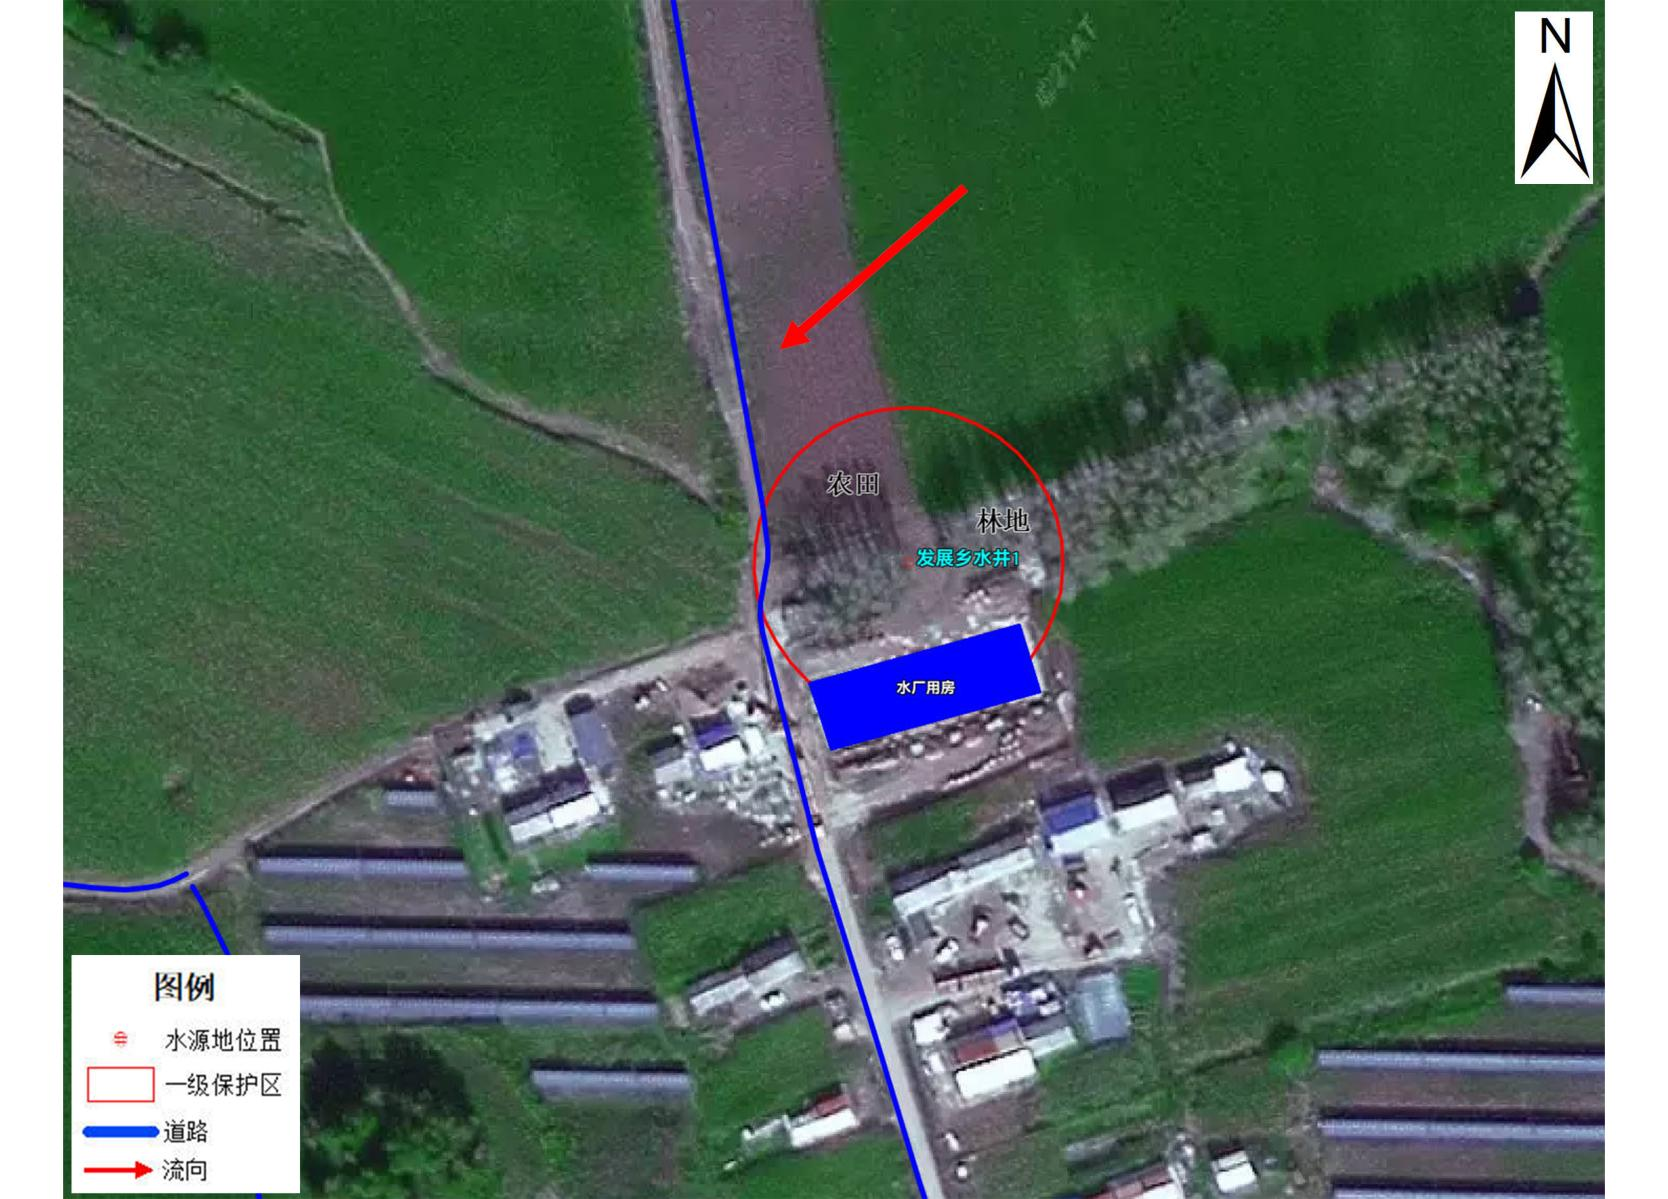 N
©21AT
农田
林地
发展乡水井1
水厂用房
图例
水源地位置
一级保护区
道路
流向